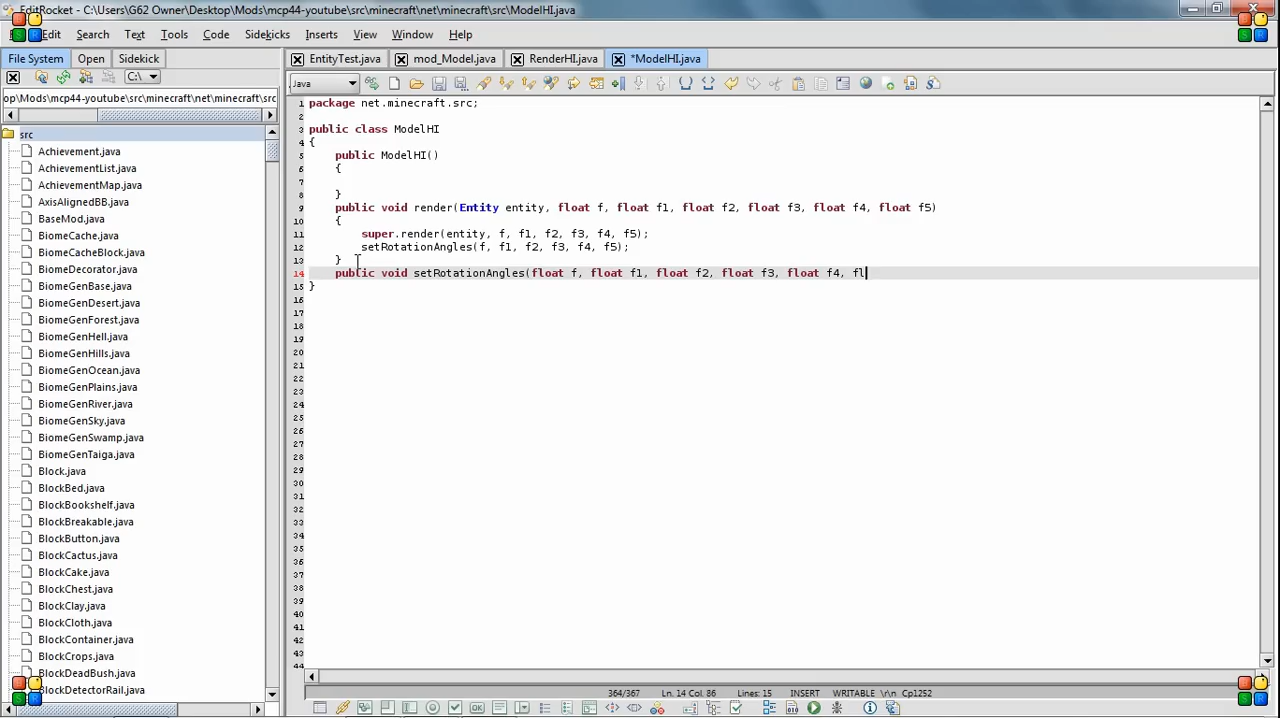 EditRocket - C:\Users\G62 Owner\Desktop\Mods\mcp44-youtube\src\minecraft\net\minecraft\src\ModelHI.java
Edit Search Text Tools Code Sidekicks Inserts View Window Help
File System Open Sidekick EntityTest.java mod_Model.java RenderHI.java *ModelHI.java
C:\
Java
op\Mods\mcp44-youtube\src\minecraft\net\minecraft\src
src
Achievement.java
AchievementList.java
AchievementMap.java
AxisAlignedBB.java
BaseMod.java
BiomeCache.java
BiomeCacheBlock.java
BiomeDecorator.java
BiomeGenBase.java
BiomeGenDesert.java
BiomeGenForest.java
BiomeGenHell.java
BiomeGenHills.java
BiomeGenOcean.java
BiomeGenPlains.java
BiomeGenRiver.java
BiomeGenSky.java
BiomeGenSwamp.java
BiomeGenTaiga.java
Block.java
BlockBed.java
BlockBookshelf.java
BlockBreakable.java
BlockButton.java
BlockCactus.java
BlockCake.java
BlockChest.java
BlockClay.java
BlockCloth.java
BlockContainer.java
BlockCrops.java
BlockDeadBush.java
BlockDetectorRail.java
1 package net.minecraft.src;
2
3 public class ModelHI
4 {
5 public ModelHI()
6 {
7
8 }
9 public void render(Entity entity, float f, float f1, float f2, float f3, float f4, float f5)
10 {
11 super.render(entity, f, f1, f2, f3, f4, f5);
12 setRotationAngles(f, f1, f2, f3, f4, f5);
13 }
14 public void setRotationAngles(float f, float f1, float f2, float f3, float f4, fl
15 }
16
17
18
19
20
21
22
23
24
25
26
27
28
29
30
31
32
33
34
35
36
37
38
39
40
41
42
43
44
364/367 Ln. 14 Col. 86 Lines: 15 INSERT WRITABLE \r\n Cp1252